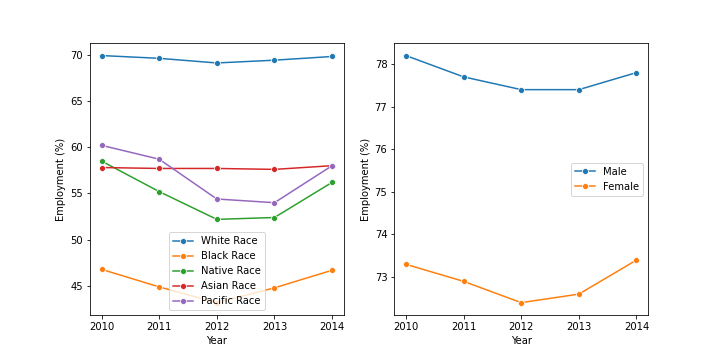 70
65
60
55
50
45
Employment (%)
White Race
Black Race
Native Race
Asian Race
Pacific Race
2010 2011 2012 2013 2014
Year
78
77
76
75
74
73
Employment (%)
Male
Female
2010 2011 2012 2013 2014
Year